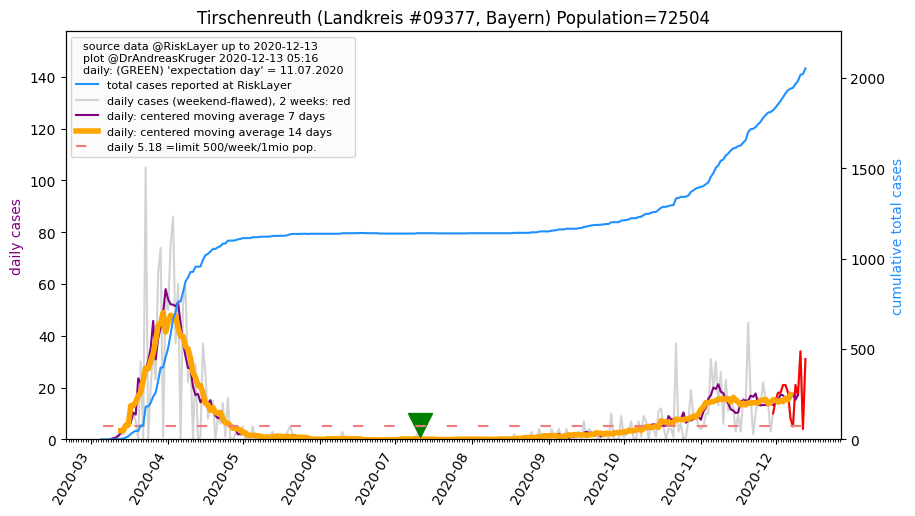 Tirschenreuth (Landkreis #09377, Bayern) Population=72504
source data @RiskLayer up to 2020-12-13
plot @DrAndreasKruger 2020-12-13 05:16
daily: (GREEN) 'expectation day' = 11.07.2020
total cases reported at RiskLayer
daily cases (weekend-flawed), 2 weeks: red
daily: centered moving average 7 days
daily: centered moving average 14 days
daily 5.18 =limit 500/week/1mio pop.
daily cases
140
120
100
80
60
40
20
0
cumulative total cases
2000
1500
1000
500
0
2020-03
2020-04
2020-05
2020-06
2020-07
2020-08
2020-09
2020-10
2020-11
2020-12